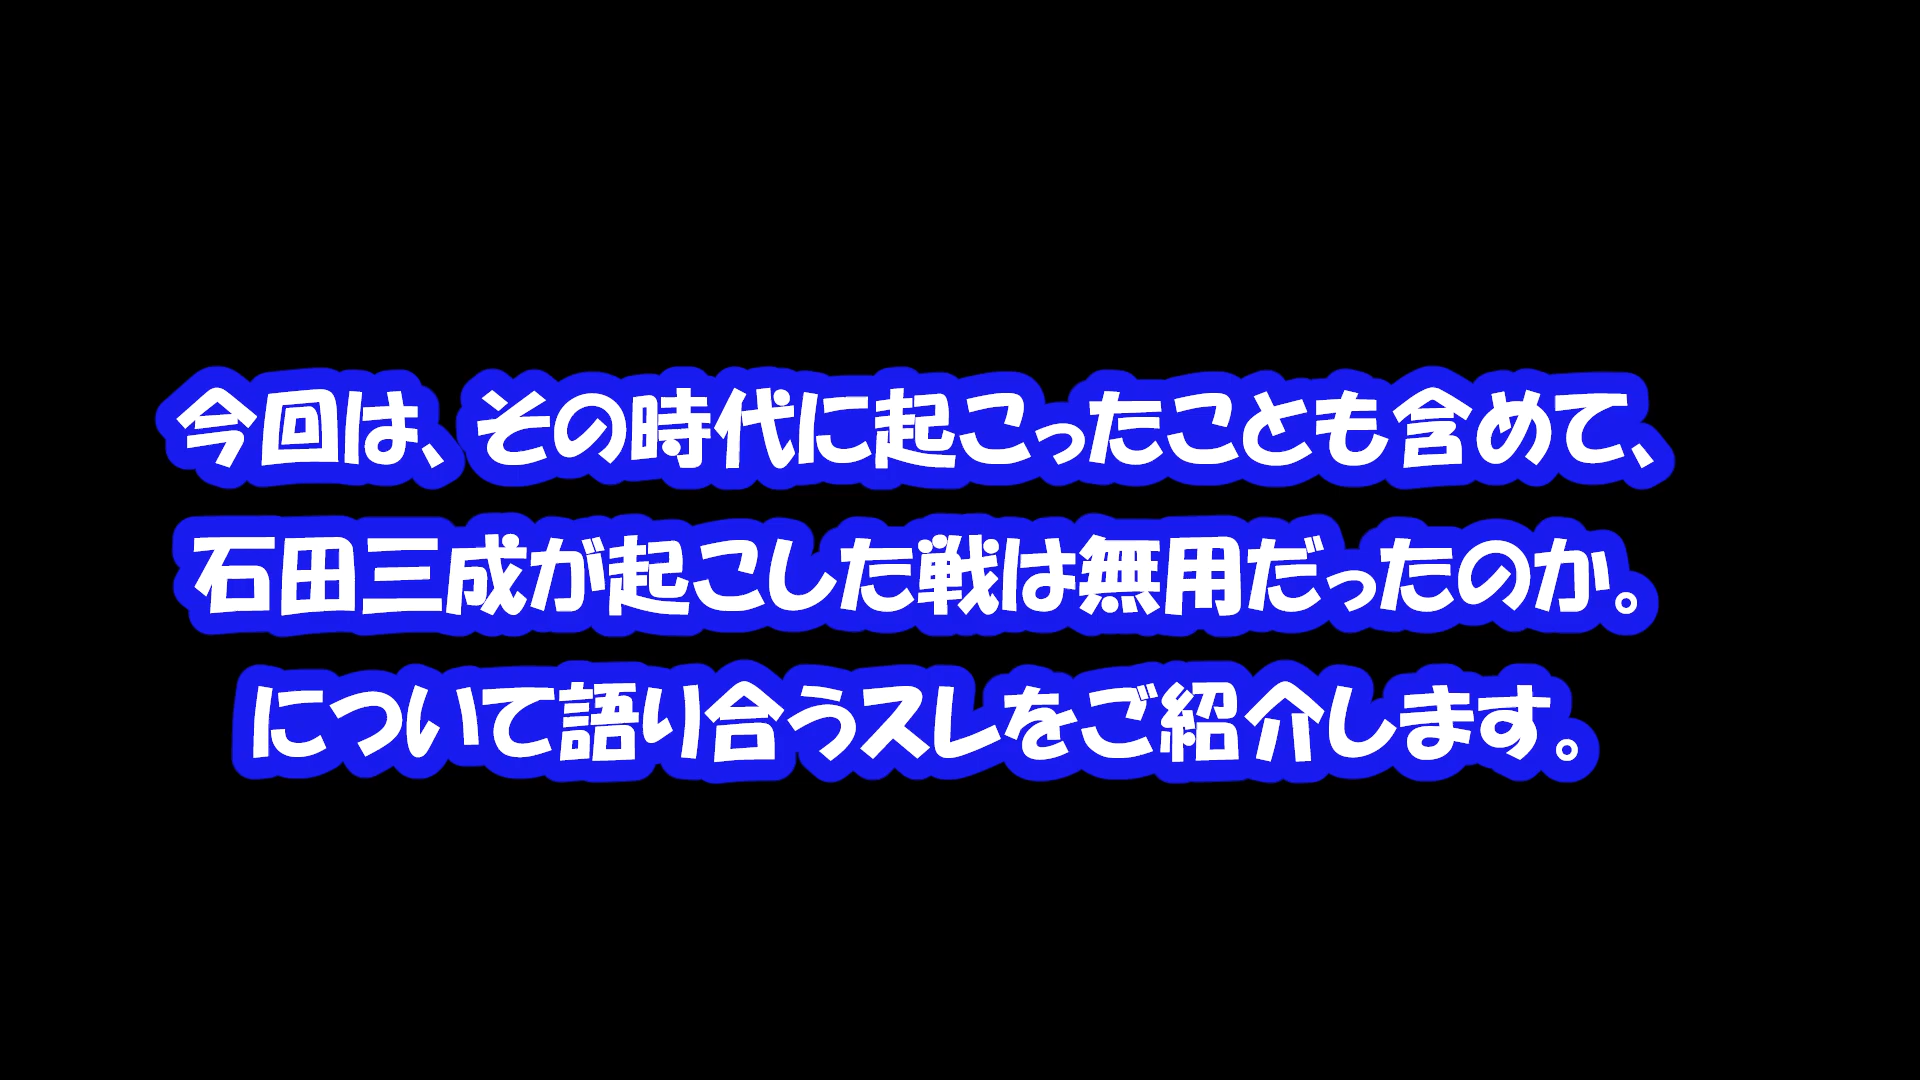 今回は、その時代に起こったことも含めて、
石田三成が起こした戦は無用だったのか。
について語り合うスレをご紹介します。